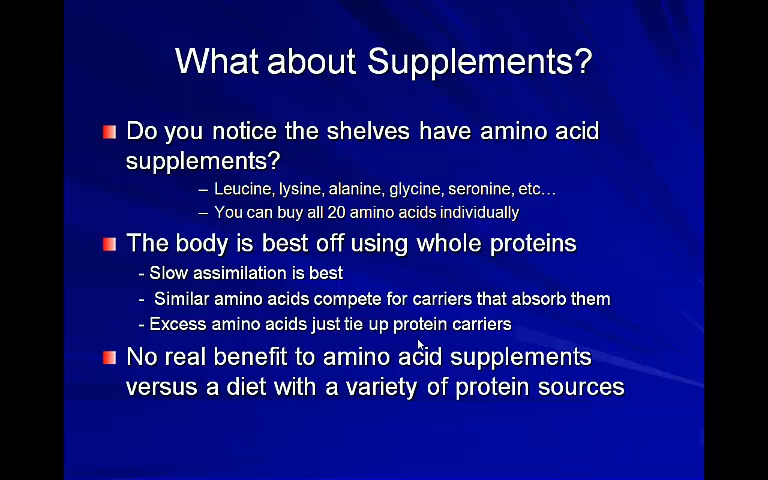 What about Supplements?
Do you notice the shelves have amino acid
supplements?
– Leucine, lysine, alanine, glycine, seronine, etc…
– You can buy all 20 amino acids individually
The body is best off using whole proteins
- Slow assimilation is best
- Similar amino acids compete for carriers that absorb them
- Excess amino acids just tie up protein carriers
No real benefit to amino acid supplements
versus a diet with a variety of protein sources